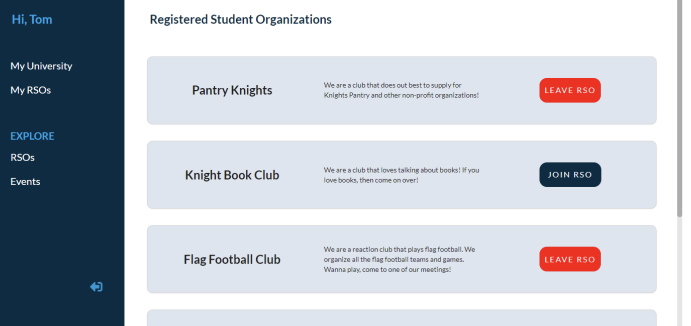 Hi, Tom
My University
My RSOs
EXPLORE
RSOs
Events
Registered Student Organizations
Pantry Knights
We are a club that does out best to supply for
Knights Pantry and other non-profit organizations!
LEAVE RSO
Knight Book Club
We are a club that loves talking about books! If you
love books, then come on over!
JOIN RSO
Flag Football Club
We are a reaction club that plays flag football. We
organize all the flag football teams and games.
Wanna play, come to one of our meetings!
LEAVE RSO